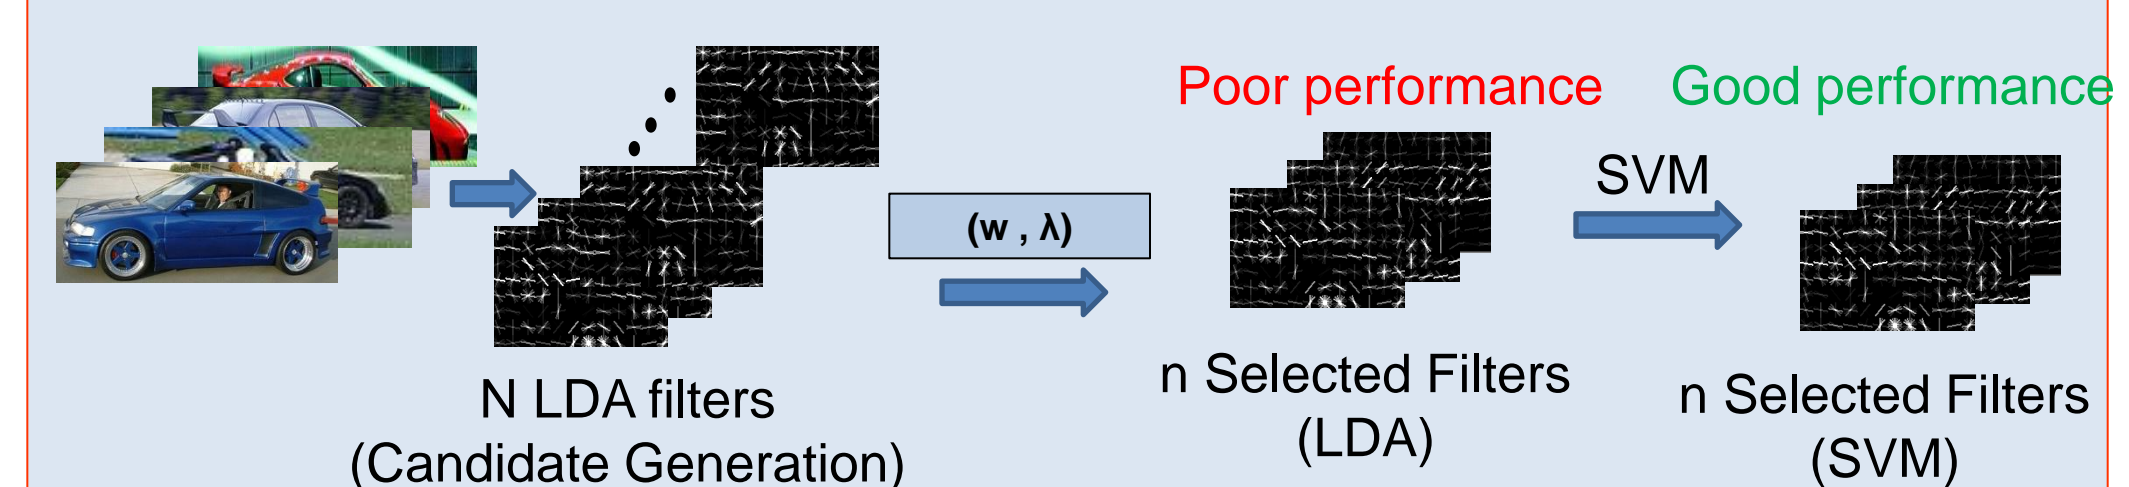 Poor performance
Good performance
SVM
(w , λ)
N LDA filters
(Candidate Generation)
n Selected Filters
(LDA)
n Selected Filters
(SVM)